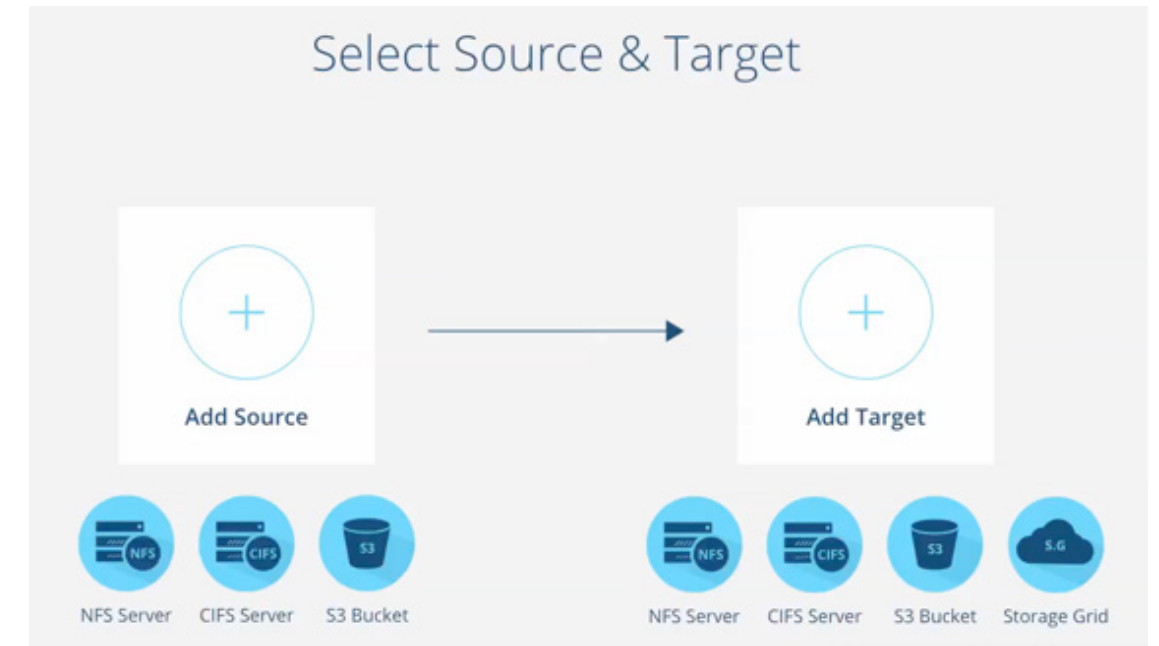 Select Source & Target
Add Source
Add Target
NFS
CIFS
S3
NFS
CIFS
S3
S.G
NFS Server
CIFS Server
S3 Bucket
NFS Server
CIFS Server
S3 Bucket
Storage Grid